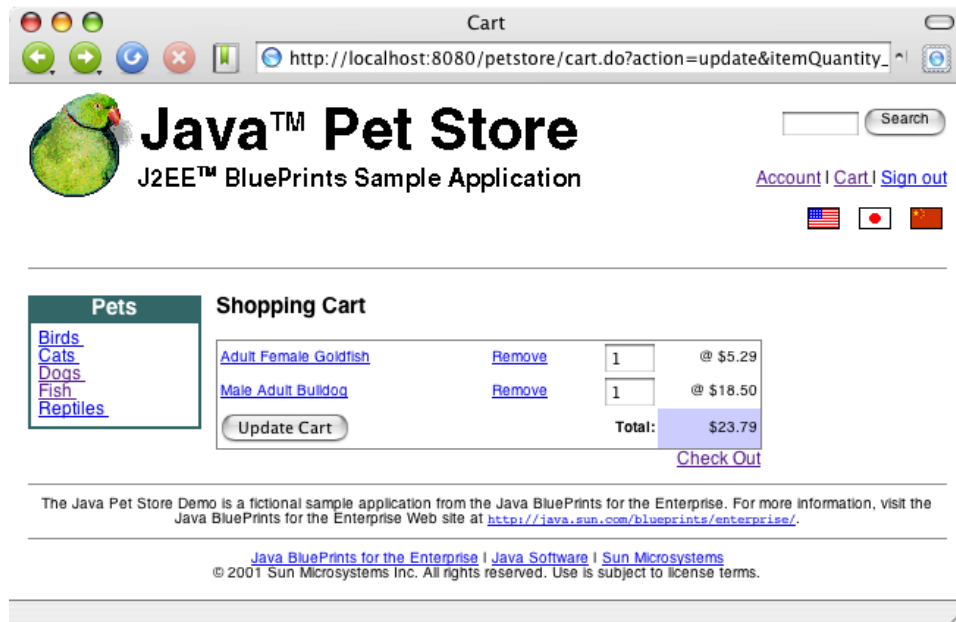 Cart
http://localhost:8080/petstore/cart.do?action=update&itemQuantity_
Java™ Pet Store
J2EE™ BluePrints Sample Application
Search
Account | Cart | Sign out
Pets
Birds
Cats
Dogs
Fish
Reptiles
Shopping Cart
Adult Female Goldfish Remove 1 @ $5.29
Male Adult Bulldog Remove 1 @ $18.50
Update Cart Total: $23.79
Check Out
The Java Pet Store Demo is a fictional sample application from the Java BluePrints for the Enterprise. For more information, visit the
Java BluePrints for the Enterprise Web site at http://java.sun.com/blueprints/enterprise/.
Java BluePrints for the Enterprise | Java Software | Sun Microsystems
© 2001 Sun Microsystems Inc. All rights reserved. Use is subject to license terms.